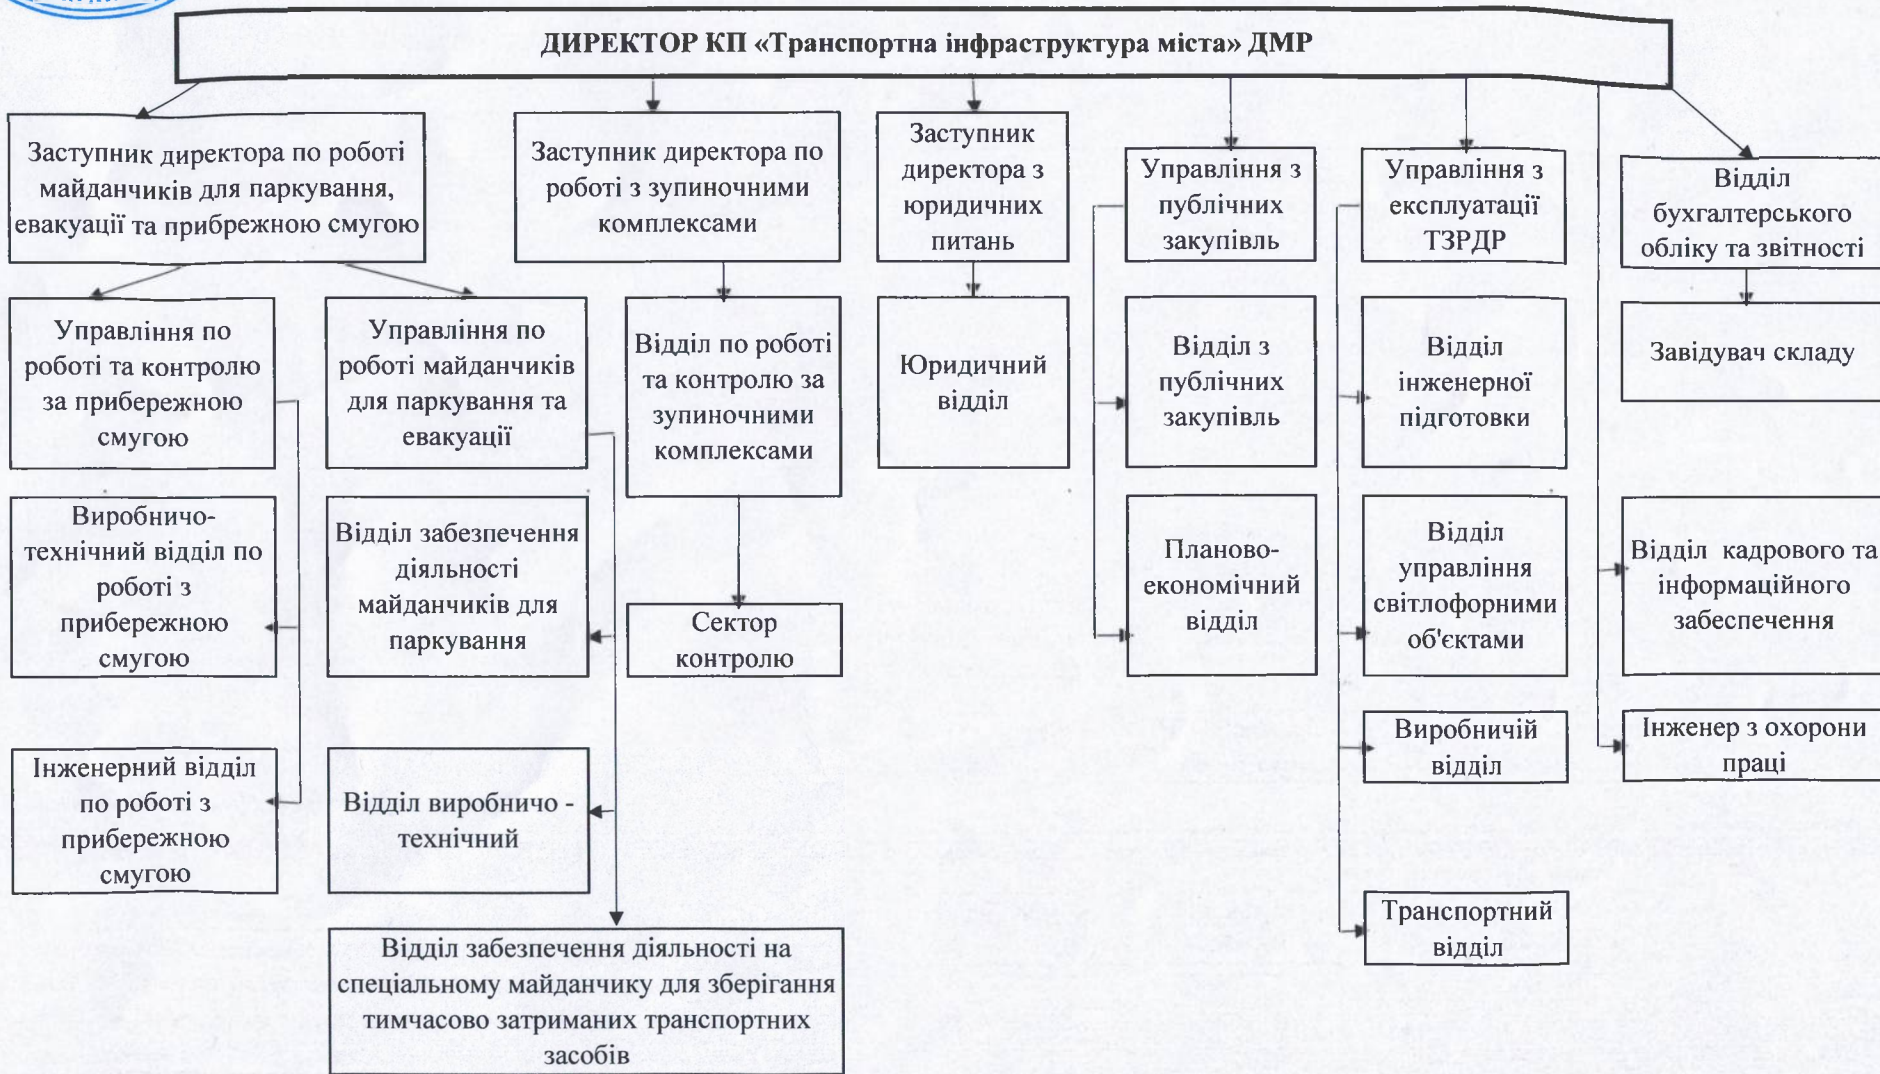 ДИРЕКТОР КП «Транспортна інфраструктура міста» ДМР
Заступник директора по роботі
майданчиків для паркування,
евакуації та прибрежною смугою
Заступник директора по
роботі з зупиночними
комплексами
Заступник
директора з
юридичних
питань
Управління з
публічних
закупівль
Управління з
експлуатації
ТЗРДР
Відділ
бухгалтерського
обліку та звітності
Управління по
роботі та контролю
за прибережною
смугою
Управління по
роботі майданчиків
для паркування та
евакуації
Відділ по роботі
та контролю за
зупиночними
комплексами
Юридичний
відділ
Відділ з
публічних
закупівль
Відділ
інженерної
підготовки
Завідувач складу
Виробничо-
технічний відділ по
роботі з
прибережною
смугою
Відділ забезпечення
діяльності
майданчиків для
паркування
Сектор
контролю
Планово-
економічний
відділ
Відділ
управління
світлофорними
об'єктами
Відділ кадрового та
інформаційного
забезпечення
Інженерний відділ
по роботі з
прибережною
смугою
Відділ виробничо -
технічний
Виробничій
відділ
Інженер з охорони
праці
Відділ забезпечення діяльності на
спеціальному майданчику для зберігання
тимчасово затриманих транспортних
засобів
Транспортний
відділ